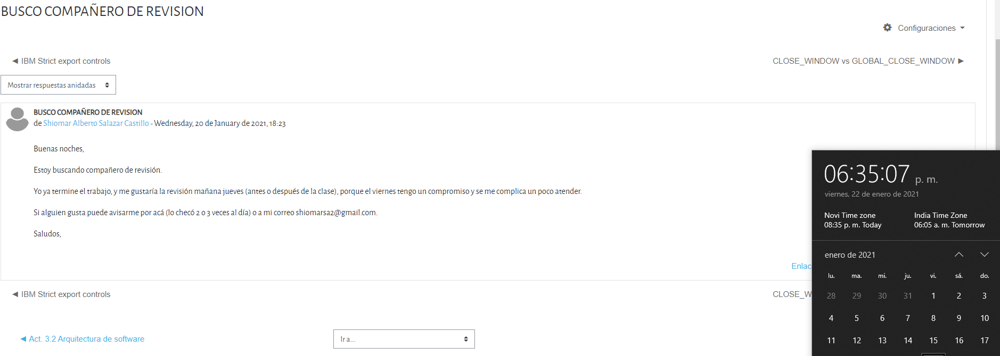 BUSCO COMPAÑERO DE REVISION
Configuraciones
◄ IBM Strict export controls
CLOSE_WINDOW vs GLOBAL_CLOSE_WINDOW ►
Mostrar respuestas anidadas
BUSCO COMPAÑERO DE REVISION
de Shiomar Alberto Salazar Castillo - Wednesday, 20 de January de 2021, 18:23
Buenas noches,
Estoy buscando compañero de revisión.
Yo ya termine el trabajo, y me gustaría la revisión mañana jueves (antes o después de la clase), porque el viernes tengo un compromiso y se me complica un poco atender.
Si alguien gusta puede avisarme por acá (lo checó 2 o 3 veces al día) o a mi correo shiomarsa2@gmail.com.
Saludos,
Enlac
◄ IBM Strict export controls
CLOSE_W
◄ Act. 3.2 Arquitectura de software
Ir a...
06:35:07 p. m.
viernes, 22 de enero de 2021
Novi Time zone
08:35 p. m. Today
India Time Zone
06:05 a. m. Tomorrow
enero de 2021
lu. ma. mi. ju. vi. sá. do.
28 29 30 31 1 2 3
4 5 6 7 8 9 10
11 12 13 14 15 16 17